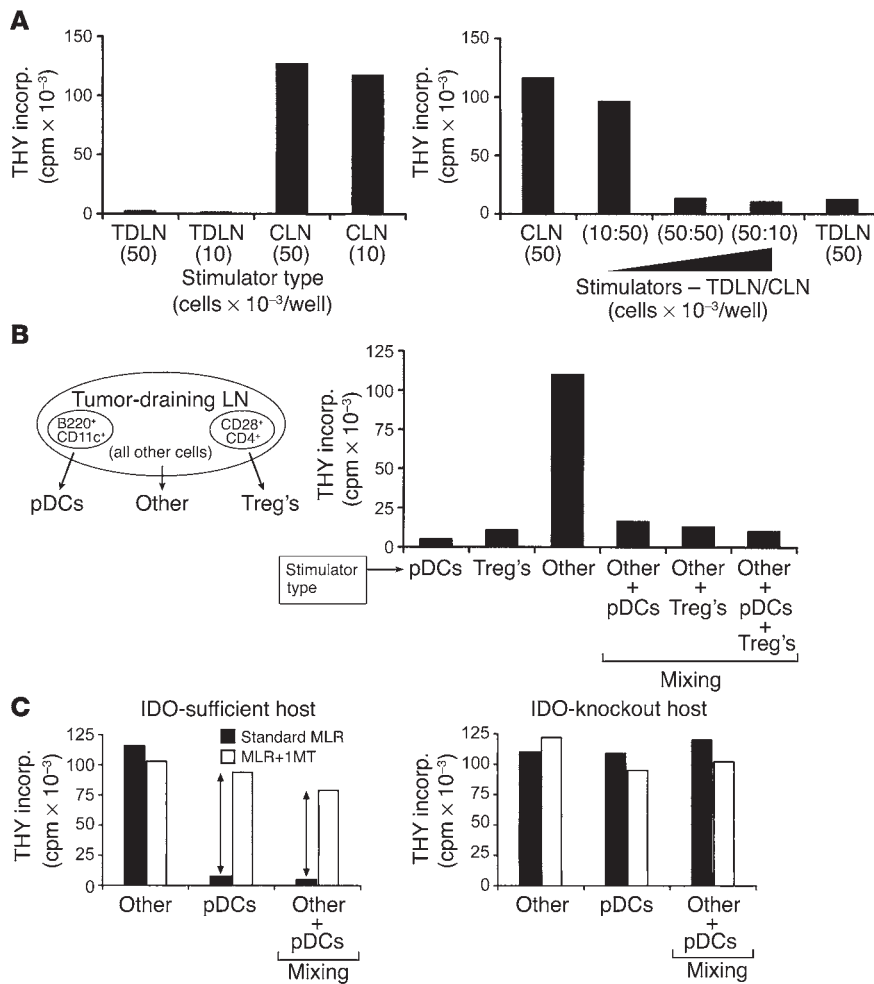 A
THY incorp.
(cpm × 10⁻³)
150
100
50
0
TDLN
(50)
TDLN
(10)
CLN
(50)
CLN
(10)
Stimulator type
(cells × 10⁻³/well)
THY incorp.
(cpm × 10⁻³)
150
100
50
0
CLN
(50)
(10:50)
(50:50)
(50:10)
TDLN
(50)
Stimulators – TDLN/CLN
(cells × 10⁻³/well)
B
Tumor-draining LN
B220⁺
CD11c⁺
CD28⁺
CD4⁺
(all other cells)
pDCs
Other
Treg's
THY incorp.
(cpm × 10⁻³)
125
100
75
50
25
0
Stimulator
type
pDCs
Treg's
Other
Other
+
pDCs
Other
+
Treg's
Other
+
pDCs
+
Treg's
Mixing
C
IDO-sufficient host
Standard MLR
MLR+1MT
THY incorp.
(cpm × 10⁻³)
125
100
75
50
25
0
Other
pDCs
Other
+
pDCs
Mixing
IDO-knockout host
THY incorp.
(cpm × 10⁻³)
125
100
75
50
25
0
Other
pDCs
Other
+
pDCs
Mixing